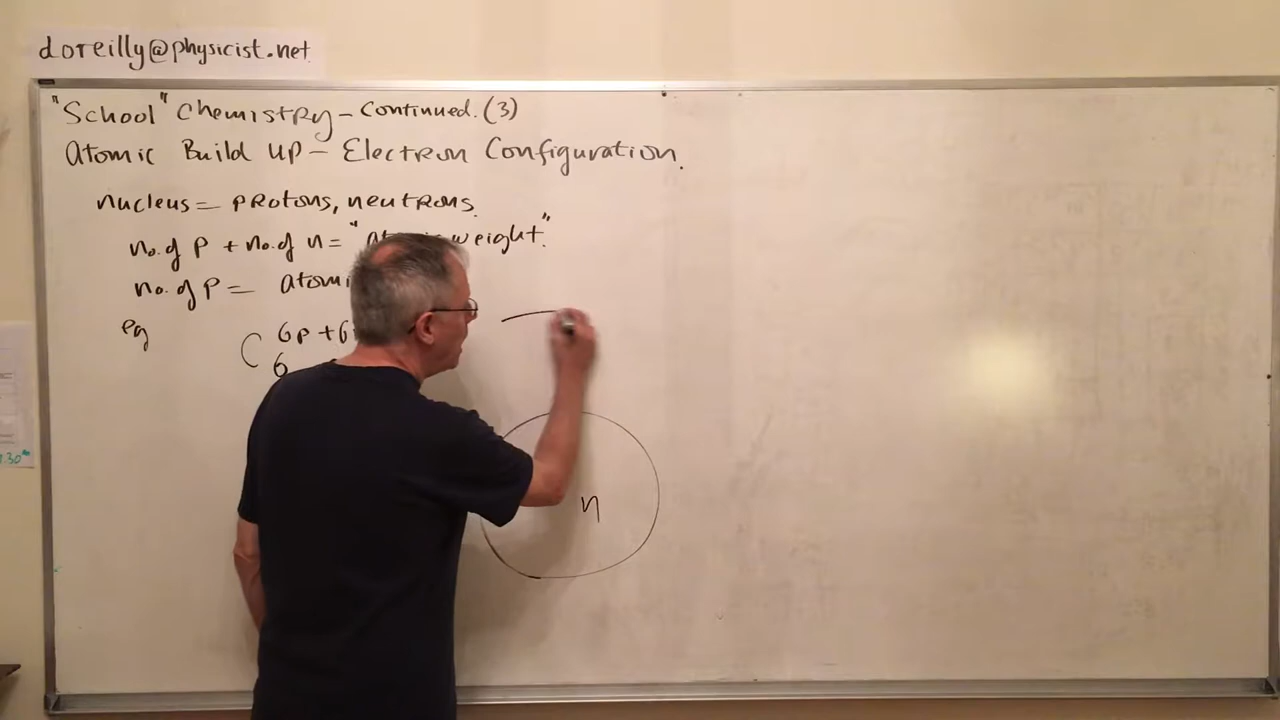 doreilly@physicist.net
"School" Chemistry - Continued. (3)
Atomic Build Up - Electron Configuration.
nucleus = protons, neutrons.
no. of p + no. of n = " weight".
no. of p =
eg
C 6p + 6
6
n